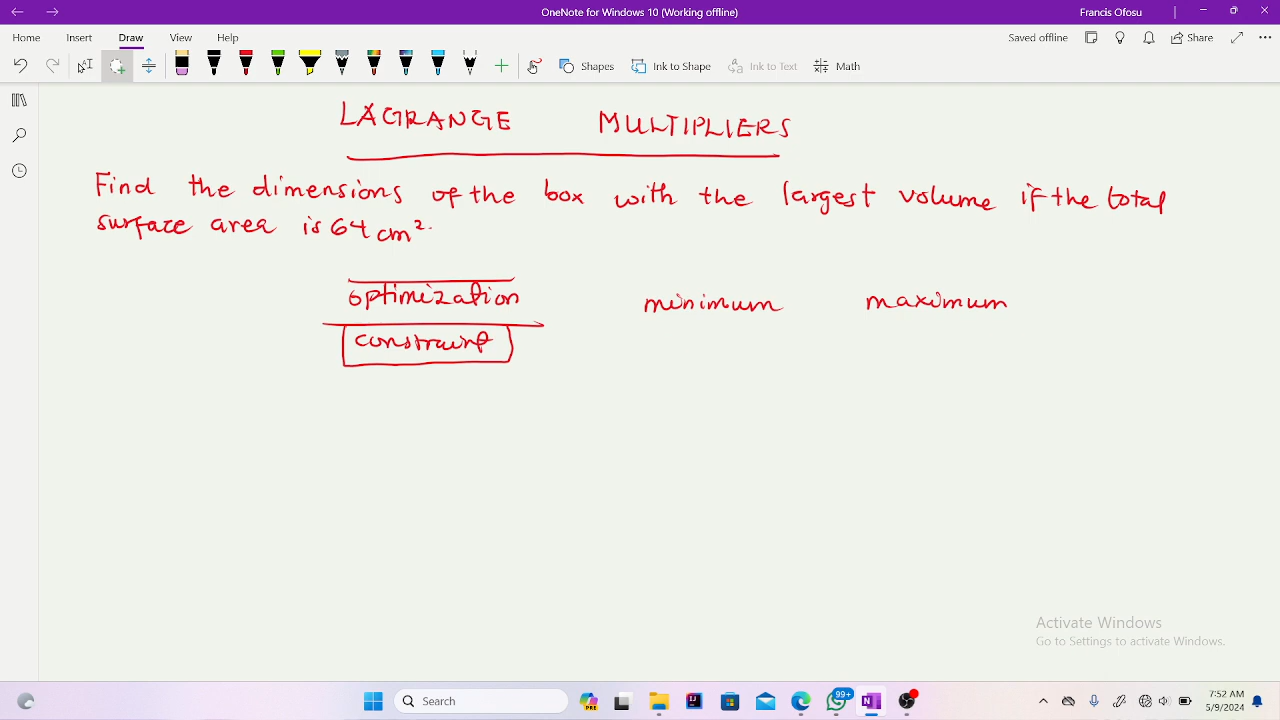 OneNote for Windows 10 (Working offline)
Francis Ofosu
Home Insert Draw View Help
Saved offline
Share
Shapes
Ink to Shape
Ink to Text
Math
LAGRANGE MULTIPLIERS
Find the dimensions of the box with the largest volume if the total
surface area is 64 cm².
optimization minimum maximum
constraint
Activate Windows
Go to Settings to activate Windows.
Search
PRE
99+
7:52 AM
5/9/2024